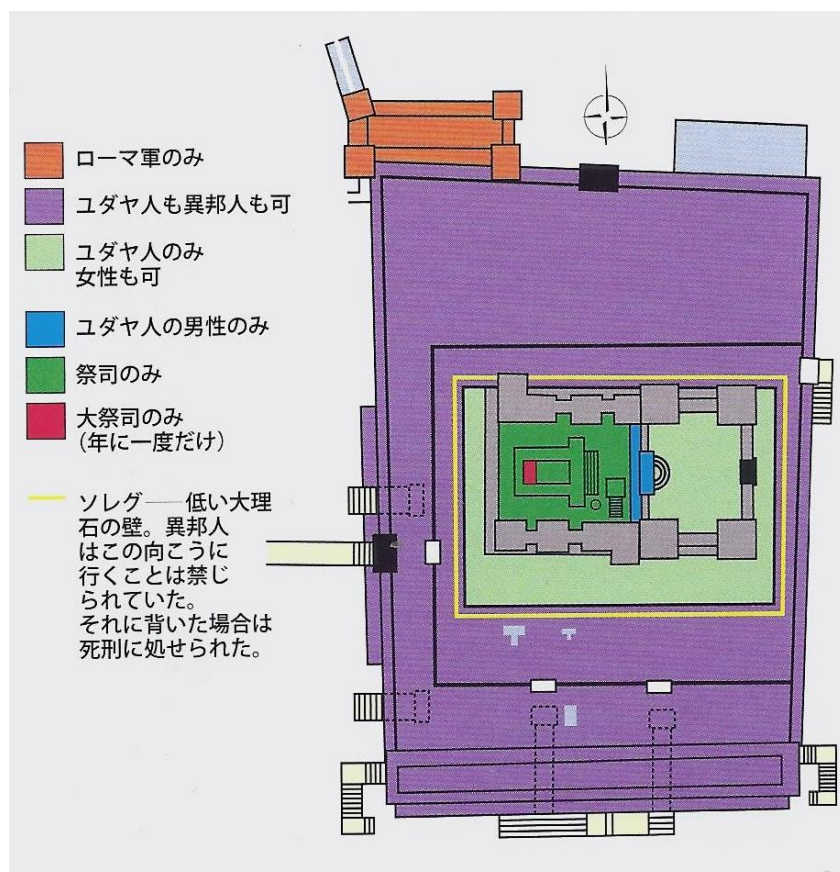 ローマ軍のみ
ユダヤ人も異邦人も可
ユダヤ人のみ
女性も可
ユダヤ人の男性のみ
祭司のみ
大祭司のみ
（年に一度だけ）
ソレグ——低い大理
石の壁。異邦人
はこの向こうに
行くことは禁じ
られていた。
それに背いた場合は
死刑に処せられた。